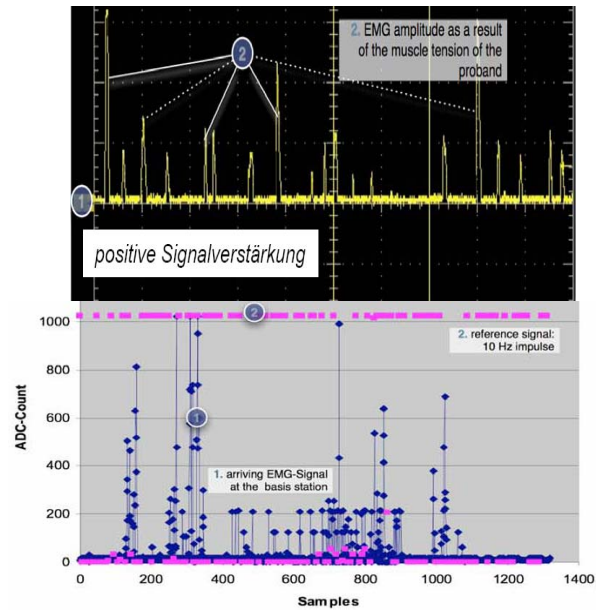 2. EMG amplitude as a result
of the muscle tension of the
proband
2
1
positive Signalverstärkung
1000
800
600
400
200
0
ADC-Count
2
2. reference signal:
10 Hz impulse
1
1. arriving EMG-Signal
at the basis station
0
200
400
600
800
1000
1200
1400
Samples